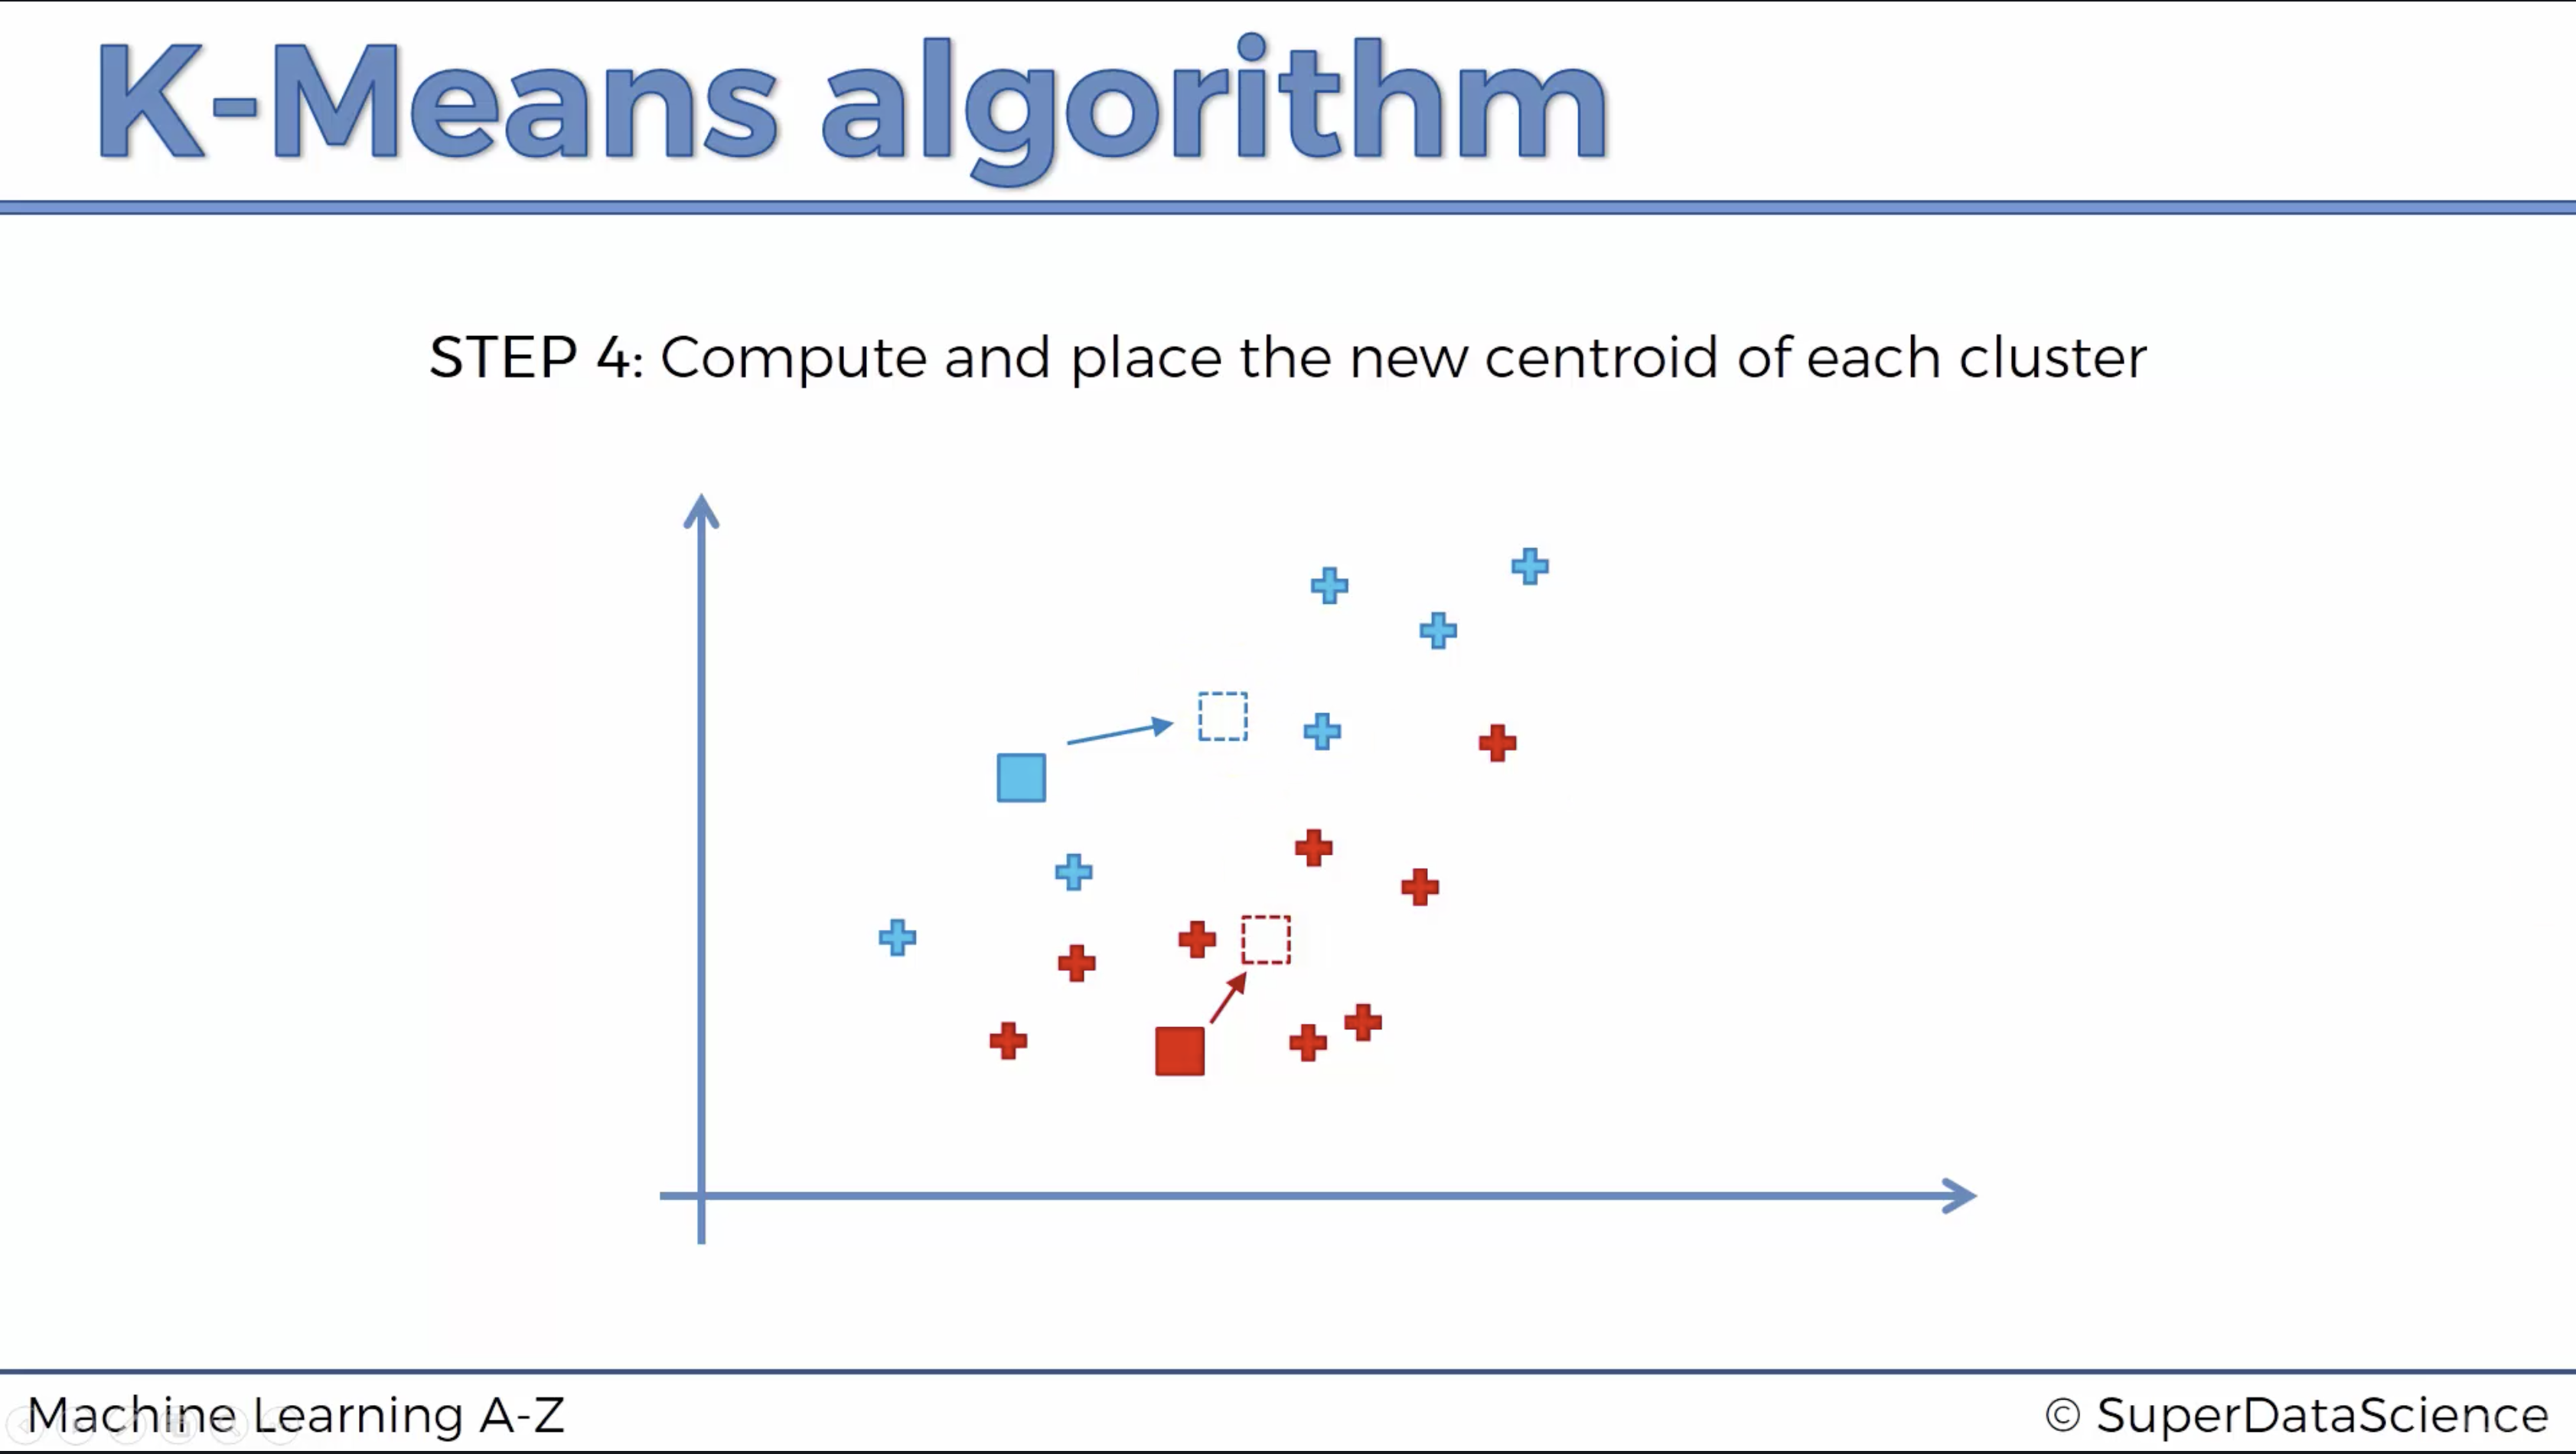 K-Means algorithm
STEP 4: Compute and place the new centroid of each cluster
Machine Learning A-Z
© SuperDataScience